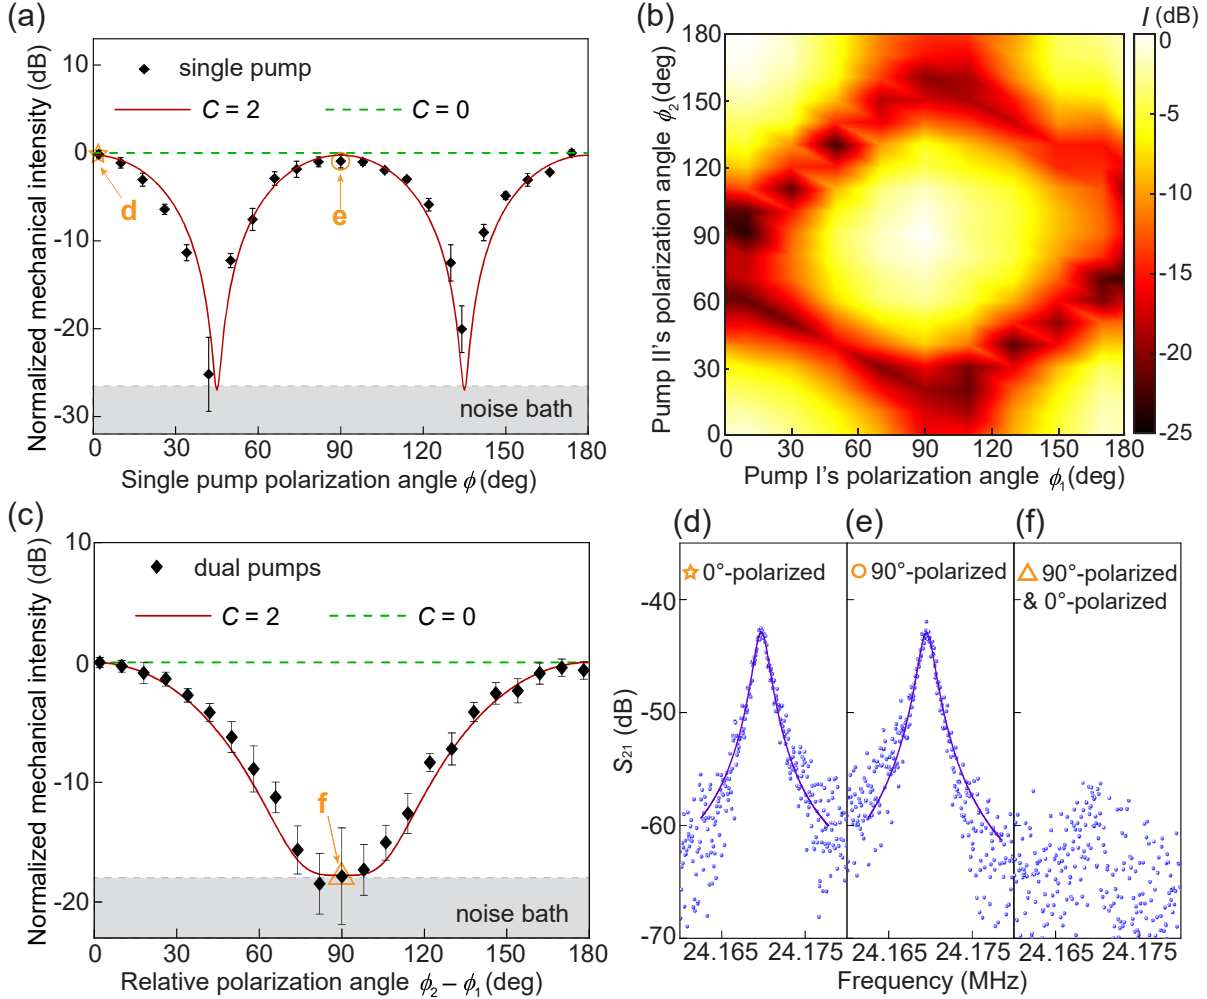 (a)
Normalized mechanical intensity (dB)
10
0
-10
-20
-30
single pump
C = 2
C = 0
d
e
noise bath
0
30
60
90
120
150
180
Single pump polarization angle ϕ (deg)
(b)
I (dB)
Pump II's polarization angle ϕ2 (deg)
180
150
120
90
60
30
0
0
30
60
90
120
150
180
Pump I's polarization angle ϕ1 (deg)
0
-5
-10
-15
-20
-25
(c)
Normalized mechanical intensity (dB)
10
0
-10
-20
dual pumps
C = 2
C = 0
f
noise bath
0
30
60
90
120
150
180
Relative polarization angle ϕ2 – ϕ1 (deg)
(d)
(e)
(f)
0°-polarized
90°-polarized
90°-polarized
& 0°-polarized
S21 (dB)
-40
-50
-60
-70
24.165
24.175
24.165
24.175
24.165
24.175
Frequency (MHz)